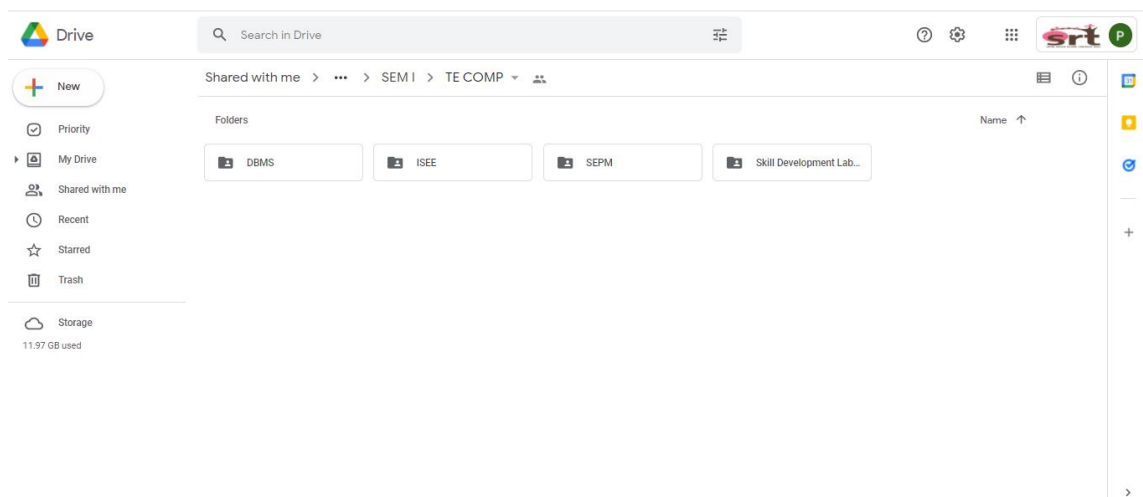 Drive
Search in Drive
srt
P
New
Shared with me > ... > SEM I > TE COMP
Priority
My Drive
Shared with me
Recent
Starred
Trash
Storage
11.97 GB used
Folders
Name
DBMS
ISEE
SEPM
Skill Development Lab...